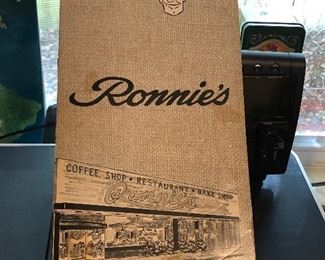 Ronnie's
COFFEE SHOP • RESTAURANT • BAKE SHOP
Ronnie's